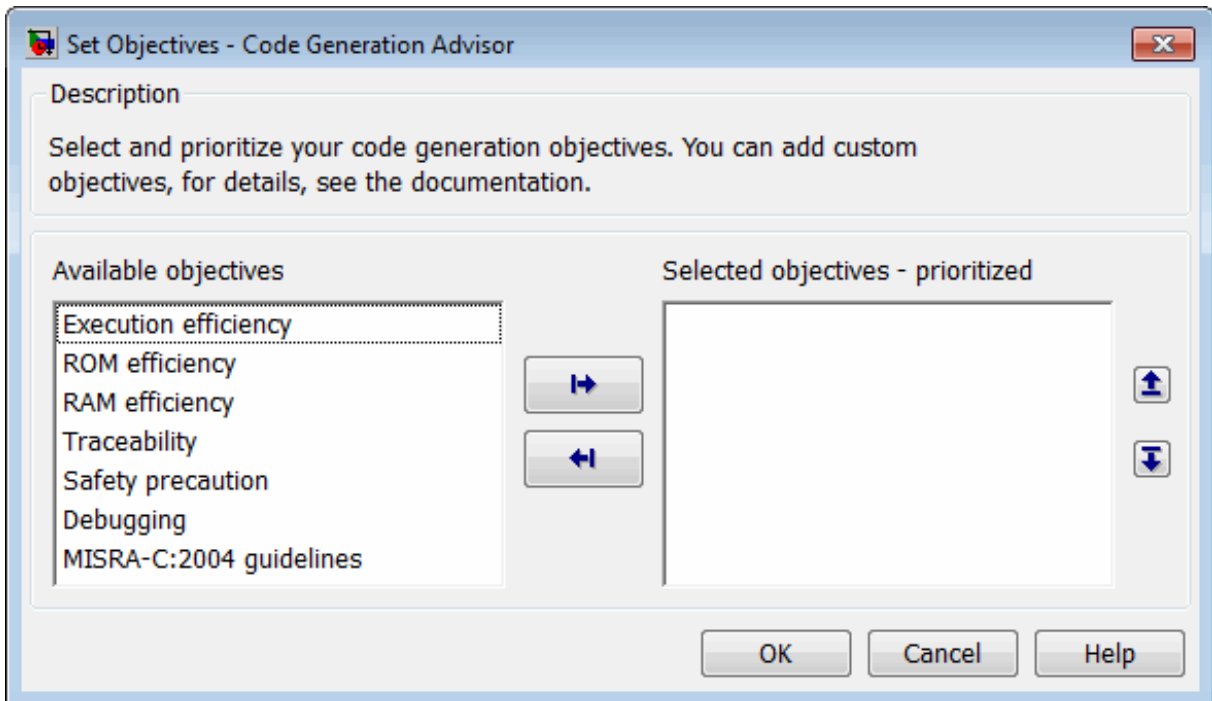 Set Objectives - Code Generation Advisor
Description
Select and prioritize your code generation objectives. You can add custom
objectives, for details, see the documentation.
Available objectives
Execution efficiency
ROM efficiency
RAM efficiency
Traceability
Safety precaution
Debugging
MISRA-C:2004 guidelines
Selected objectives - prioritized
OK
Cancel
Help